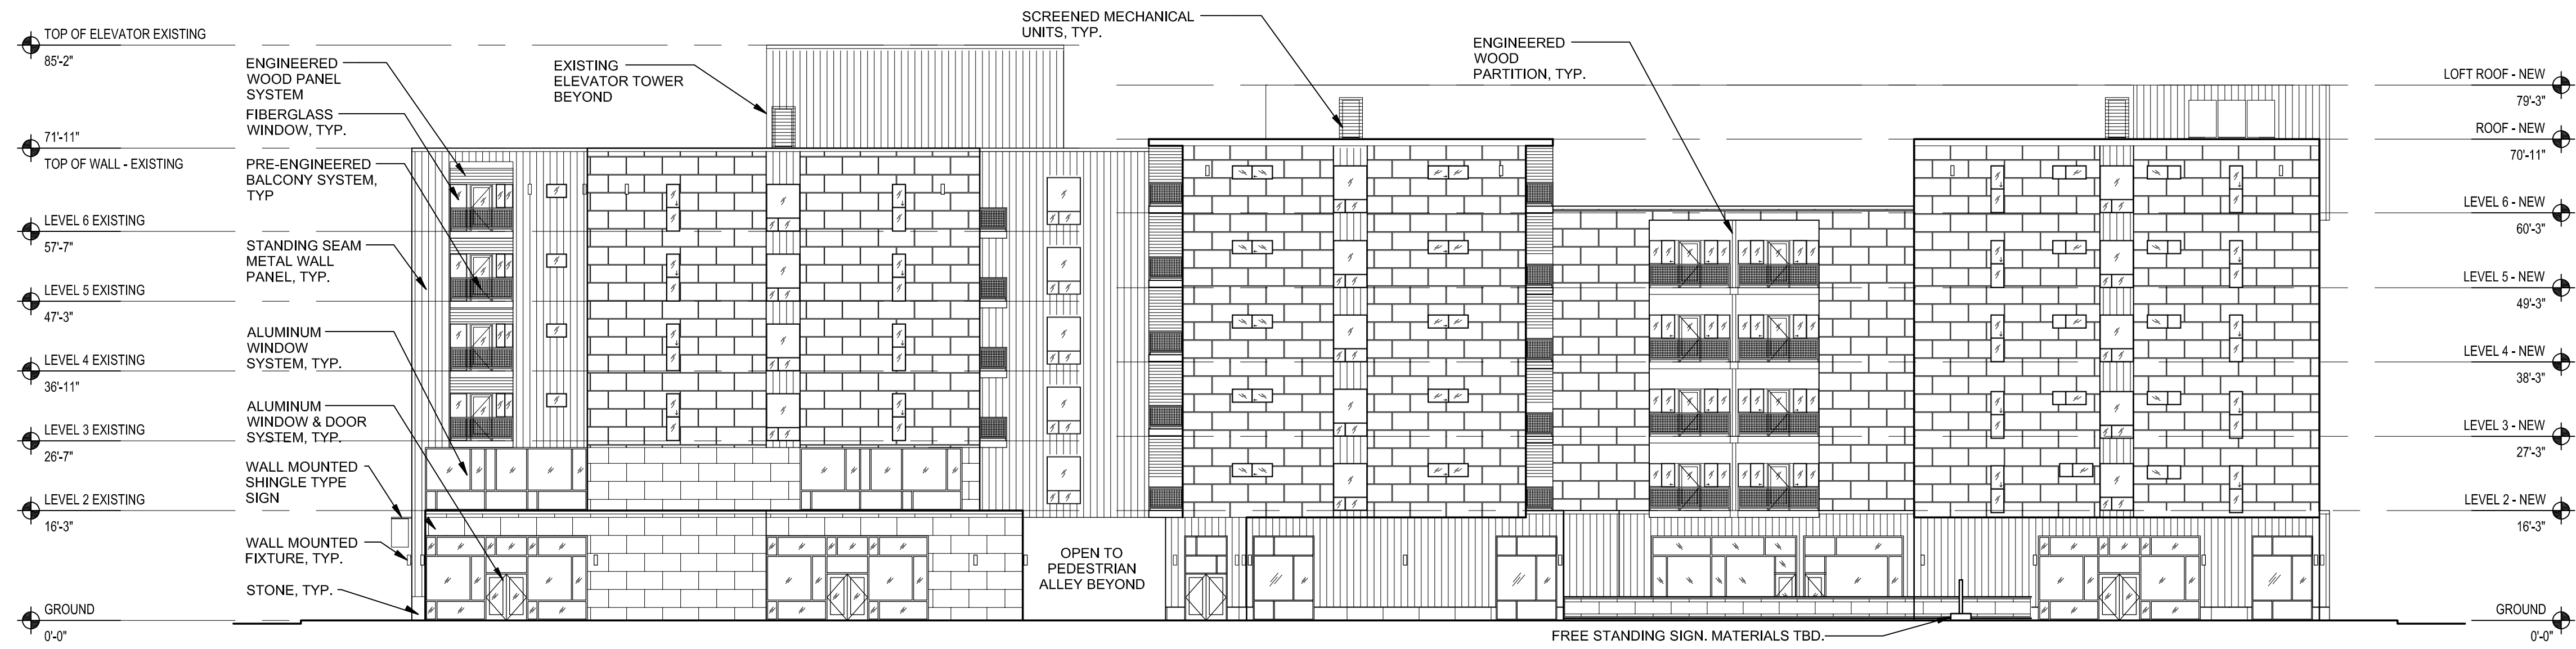 TOP OF ELEVATOR EXISTING
85'-2"
71'-11"
TOP OF WALL - EXISTING
LEVEL 6 EXISTING
57'-7"
LEVEL 5 EXISTING
47'-3"
LEVEL 4 EXISTING
36'-11"
LEVEL 3 EXISTING
26'-7"
LEVEL 2 EXISTING
16'-3"
GROUND
0'-0"
ENGINEERED
WOOD PANEL
SYSTEM
FIBERGLASS
WINDOW, TYP.
PRE-ENGINEERED
BALCONY SYSTEM,
TYP
STANDING SEAM
METAL WALL
PANEL, TYP.
ALUMINUM
WINDOW
SYSTEM, TYP.
ALUMINUM
WINDOW & DOOR
SYSTEM, TYP.
WALL MOUNTED
SHINGLE TYPE
SIGN
WALL MOUNTED
FIXTURE, TYP.
STONE, TYP.
EXISTING
ELEVATOR TOWER
BEYOND
SCREENED MECHANICAL
UNITS, TYP.
ENGINEERED
WOOD
PARTITION, TYP.
OPEN TO
PEDESTRIAN
ALLEY BEYOND
FREE STANDING SIGN. MATERIALS TBD.
LOFT ROOF - NEW
79'-3"
ROOF - NEW
70'-11"
LEVEL 6 - NEW
60'-3"
LEVEL 5 - NEW
49'-3"
LEVEL 4 - NEW
38'-3"
LEVEL 3 - NEW
27'-3"
LEVEL 2 - NEW
16'-3"
GROUND
0'-0"